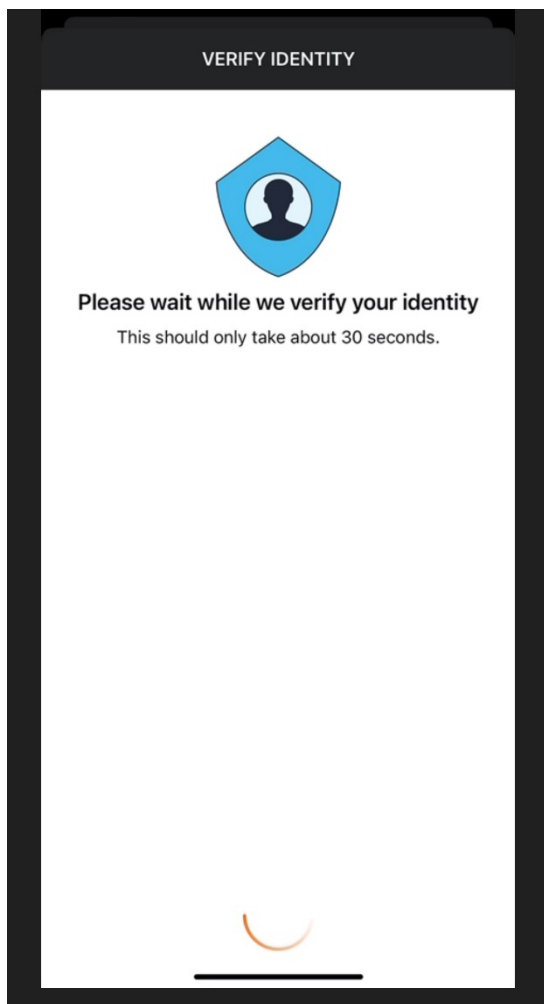 VERIFY IDENTITY
Please wait while we verify your identity
This should only take about 30 seconds.